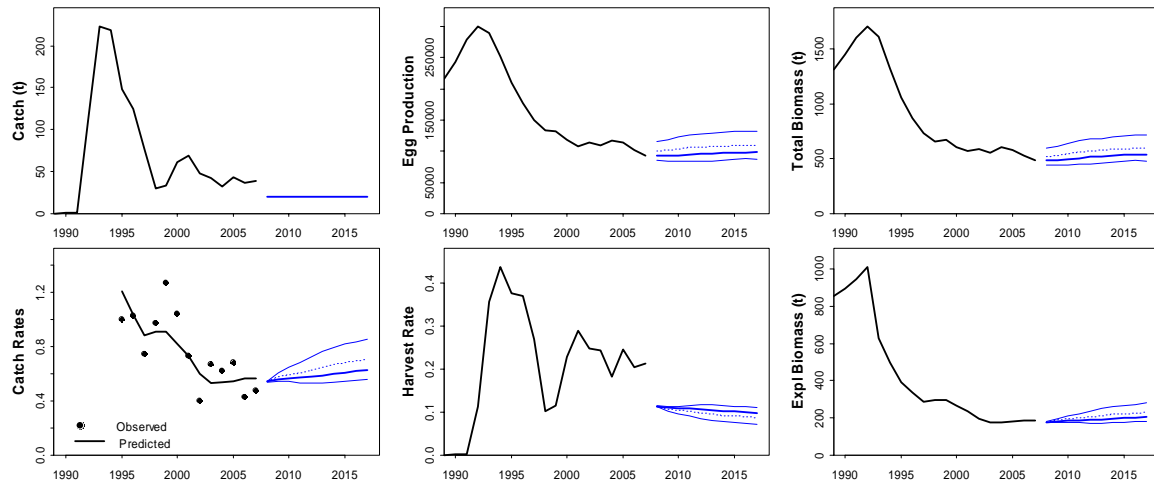 Catch (t)
200
150
100
50
0
1990 1995 2000 2005 2010 2015
Egg Production
250000
150000
50000
0
1990 1995 2000 2005 2010 2015
Total Biomass (t)
1500
1000
500
0
1990 1995 2000 2005 2010 2015
Catch Rates
1.2
0.8
0.4
0.0
Observed
Predicted
1990 1995 2000 2005 2010 2015
Harvest Rate
0.4
0.3
0.2
0.1
0.0
1990 1995 2000 2005 2010 2015
Expl Biomass (t)
1000
800
600
400
200
0
1990 1995 2000 2005 2010 2015